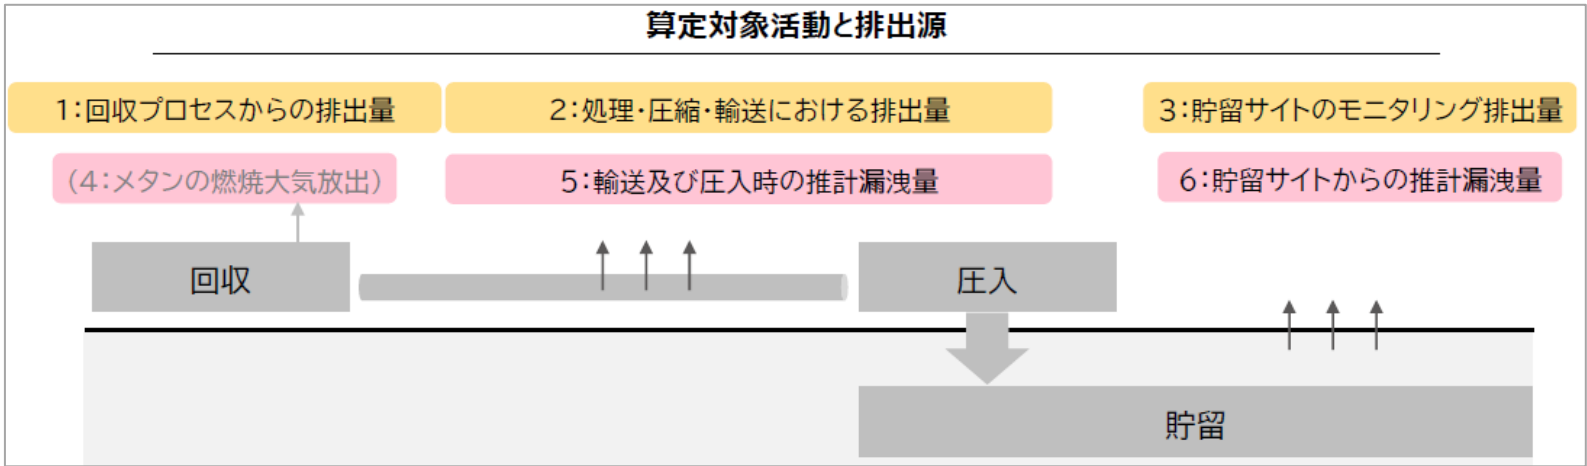 算定対象活動と排出源
1：回収プロセスからの排出量
2：処理・圧縮・輸送における排出量
3：貯留サイトのモニタリング排出量
(4：メタンの燃焼大気放出)
5：輸送及び圧入時の推計漏洩量
6：貯留サイトからの推計漏洩量
回収
圧入
貯留